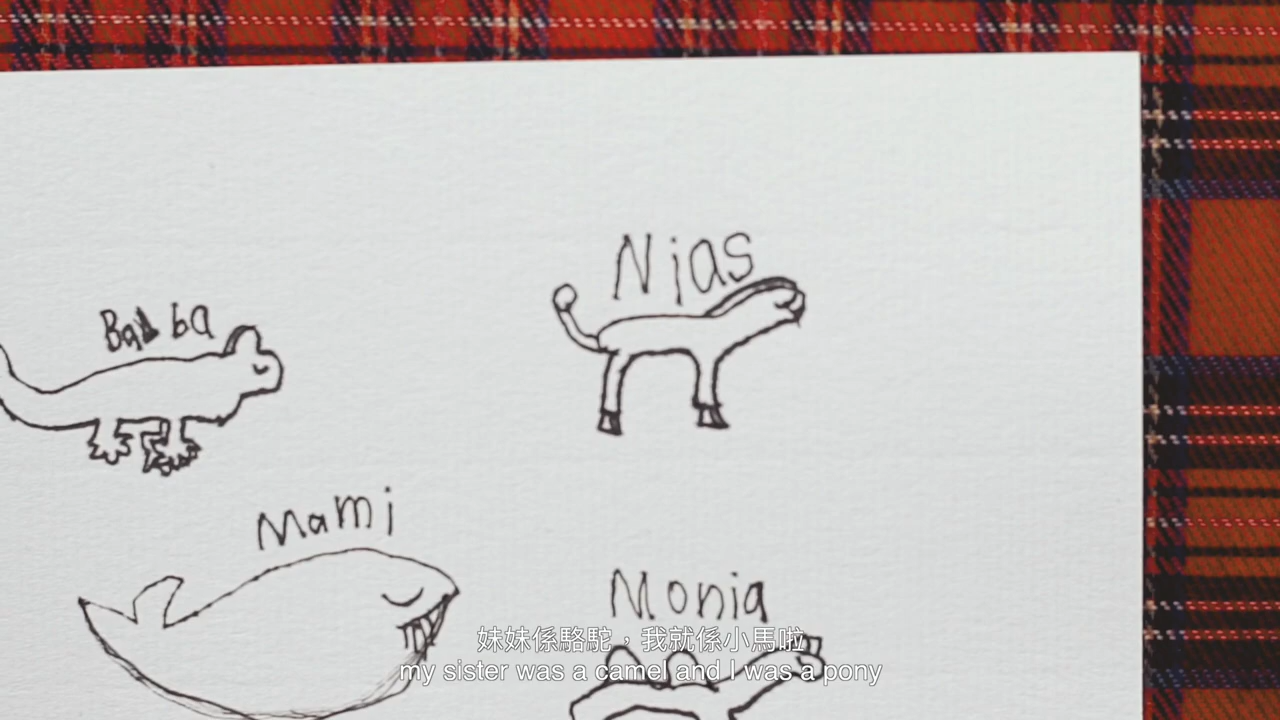 Nias
Babba
Mami
Monia
妹妹係駱駝，我就係小馬啦
my sister was a camel and I was a pony